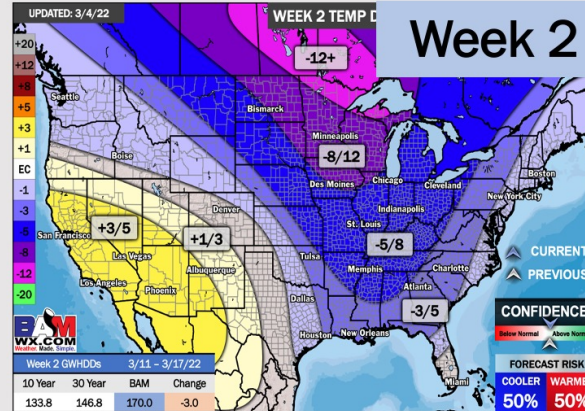 UPDATED: 3/4/22
WEEK 2 TEMP D
Week 2
+20
+12
+8
+5
+3
+1
EC
-1
-3
-5
-8
-12
-20
-12+
Seattle
Bismarck
Minneapolis
-8/12
Boise
Boston
Des Moines
Chicago
Cleveland
New York City
Denver
Indianapolis
San Francisco
+3/5
+1/3
St. Louis
-5/8
Las Vegas
Albuquerque
Tulsa
Memphis
Charlotte
Los Angeles
Phoenix
Atlanta
Dallas
-3/5
Houston
New Orleans
Miami
CURRENT
PREVIOUS
CONFIDENCE
Below Normal
Above Norm
FORECAST RISK
COOLER
WARME
50%
50%
BAM
WX.COM
Weather. Made. Simple.
Week 2 GWHDDs
3/11 – 3/17/22
10 Year
30 Year
BAM
Change
133.8
146.8
170.0
-3.0